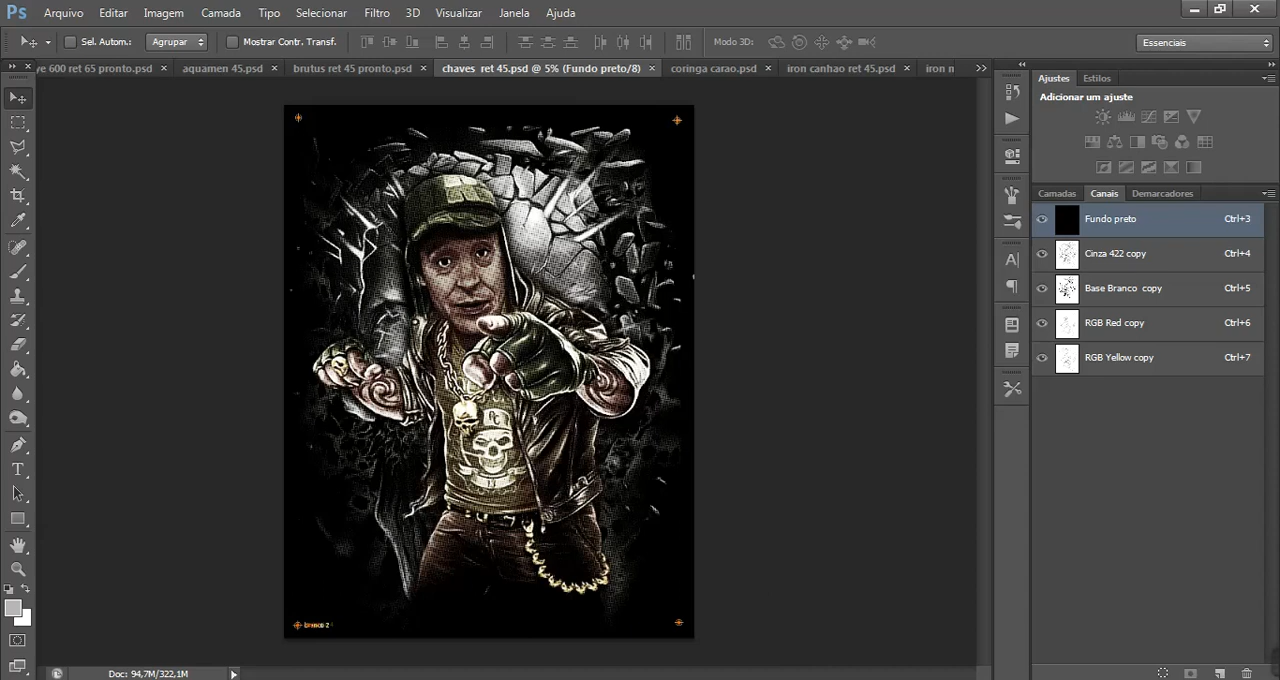 Ps Arquivo Editar Imagem Camada Tipo Selecionar Filtro 3D Visualizar Janela Ajuda
Sel. Autom.: Agrupar Mostrar Contr. Transf. Modo 3D: Essenciais
ye 600 ret 65 pronto.psd × aquamen 45.psd × brutus ret 45 pronto.psd × chaves ret 45.psd @ 5% (Fundo preto/8) × coringa carao.psd × iron canhao ret 45.psd × iron n
Ajustes Estilos
Adicionar um ajuste
Camadas Canais Demarcadores
Fundo preto Ctrl+3
Cinza 422 copy Ctrl+4
Base Branco copy Ctrl+5
RGB Red copy Ctrl+6
RGB Yellow copy Ctrl+7
13
branco 2
Doc: 94,7M/322,1M